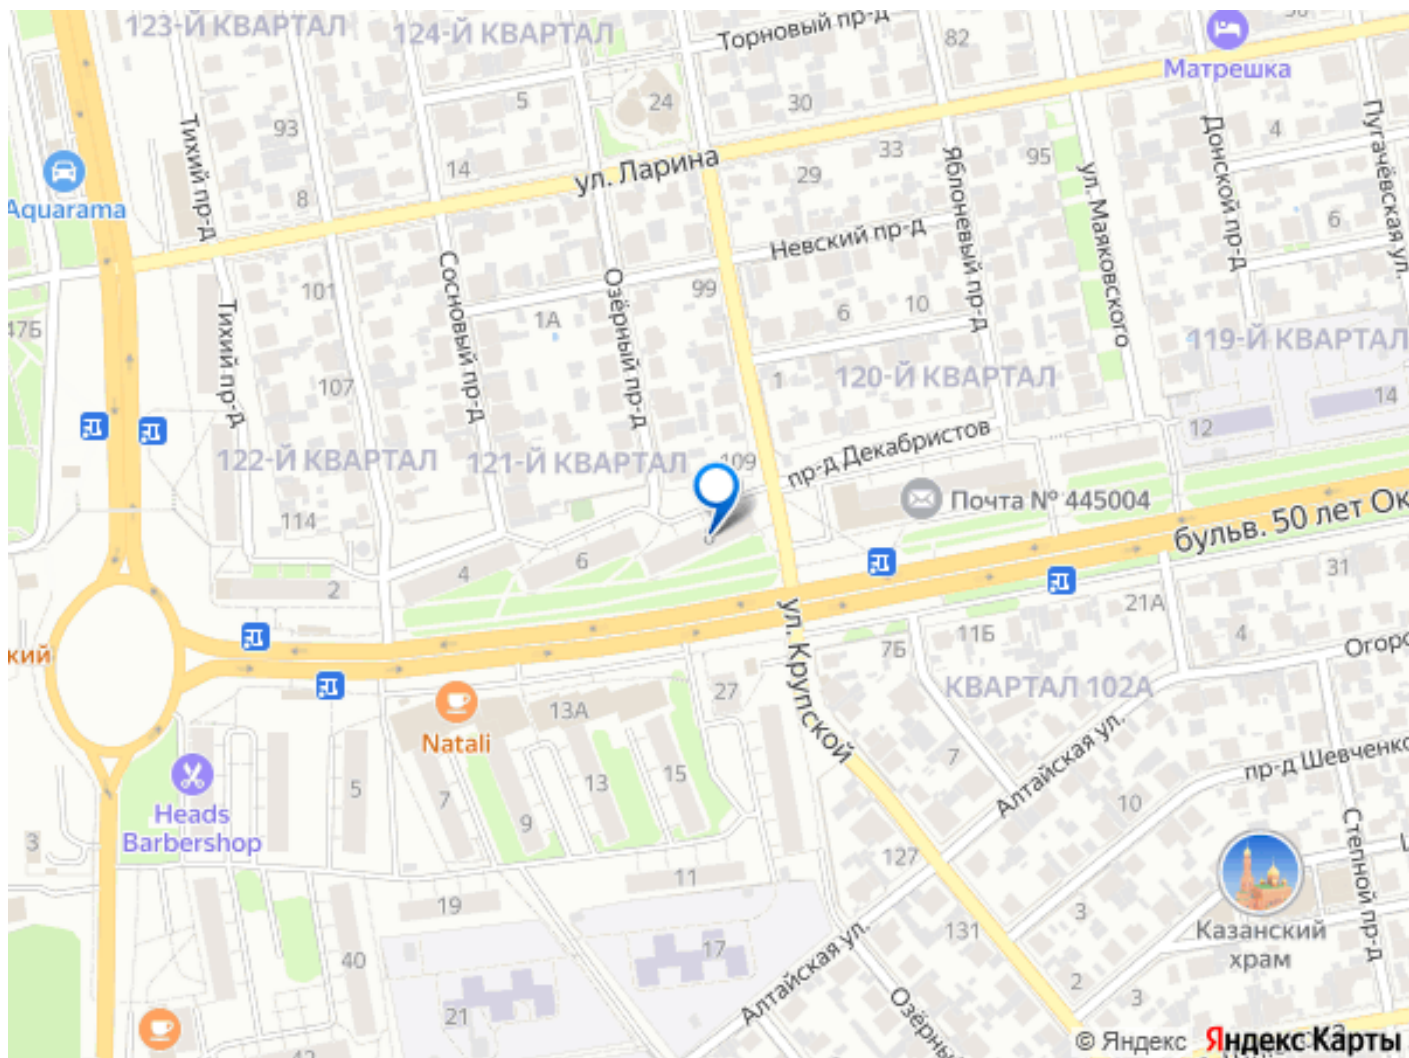 123-Й КВАРТАЛ
124-Й КВАРТАЛ
Торновый пр-д
82
Матрешка
5
24
30
93
Тихий пр-д
14
ул. Ларина
33
29
Яблоневый пр-д
95
ул. Маяковского
Донской пр-д
4
Пугачёвская ул.
Aquarama
8
6
Невский пр-д
47Б
101
Тихий пр-д
Сосновый пр-д
1А
Озёрный пр-д
99
6
10
119-Й КВАРТАЛ
107
1
120-Й КВАРТАЛ
14
12
122-Й КВАРТАЛ
121-Й КВАРТАЛ
109
пр-д Декабристов
Почта № 445004
114
бульв. 50 лет Ок
2
4
6
31
21А
ул. Крупской
11Б
7Б
4
Огоро
кий
27
КВАРТАЛ 102А
13А
Natali
Алтайская ул.
7
пр-д Шевченко
5
7
9
13
15
10
Heads
Barbershop
3
127
Степной пр-д
11
19
3
Казанский
храм
131
17
Алтайская ул.
40
2
3
21
Озёрны
42
© Яндекс
Яндекс Карты